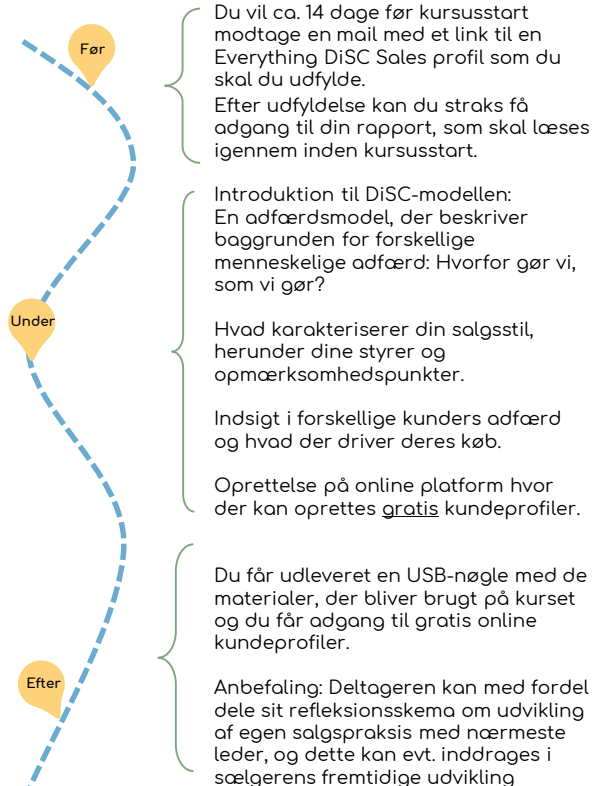 Før
Du vil ca. 14 dage før kursusstart
modtage en mail med et link til en
Everything DiSC Sales profil som du
skal du udfylde.
Efter udfyldelse kan du straks få
adgang til din rapport, som skal læses
igennem inden kursusstart.
Under
Introduktion til DiSC-modellen:
En adfærdsmodel, der beskriver
baggrunden for forskellige
menneskelige adfærd: Hvorfor gør vi,
som vi gør?
Hvad karakteriserer din salgsstil,
herunder dine styrer og
opmærksomhedspunkter.
Indsigt i forskellige kunders adfærd
og hvad der driver deres køb.
Oprettelse på online platform hvor
der kan oprettes gratis kundeprofiler.
Efter
Du får udleveret en USB-nøgle med de
materialer, der bliver brugt på kurset
og du får adgang til gratis online
kundeprofiler.
Anbefaling: Deltageren kan med fordel
dele sit refleksionsskema om udvikling
af egen salgspraksis med nærmeste
leder, og dette kan evt. inddrages i
sælgerens fremtidige udvikling